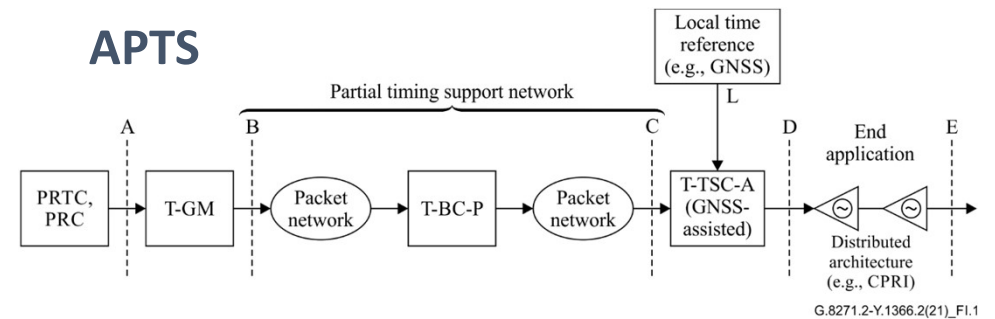 APTS
Local time
reference
(e.g., GNSS)
L
Partial timing support network
A
B
C
D
End
application
E
PRTC,
PRC
T-GM
Packet
network
T-BC-P
Packet
network
T-TSC-A
(GNSS-
assisted)
Distributed
architecture
(e.g., CPRI)
G.8271.2-Y.1366.2(21)_FI.1